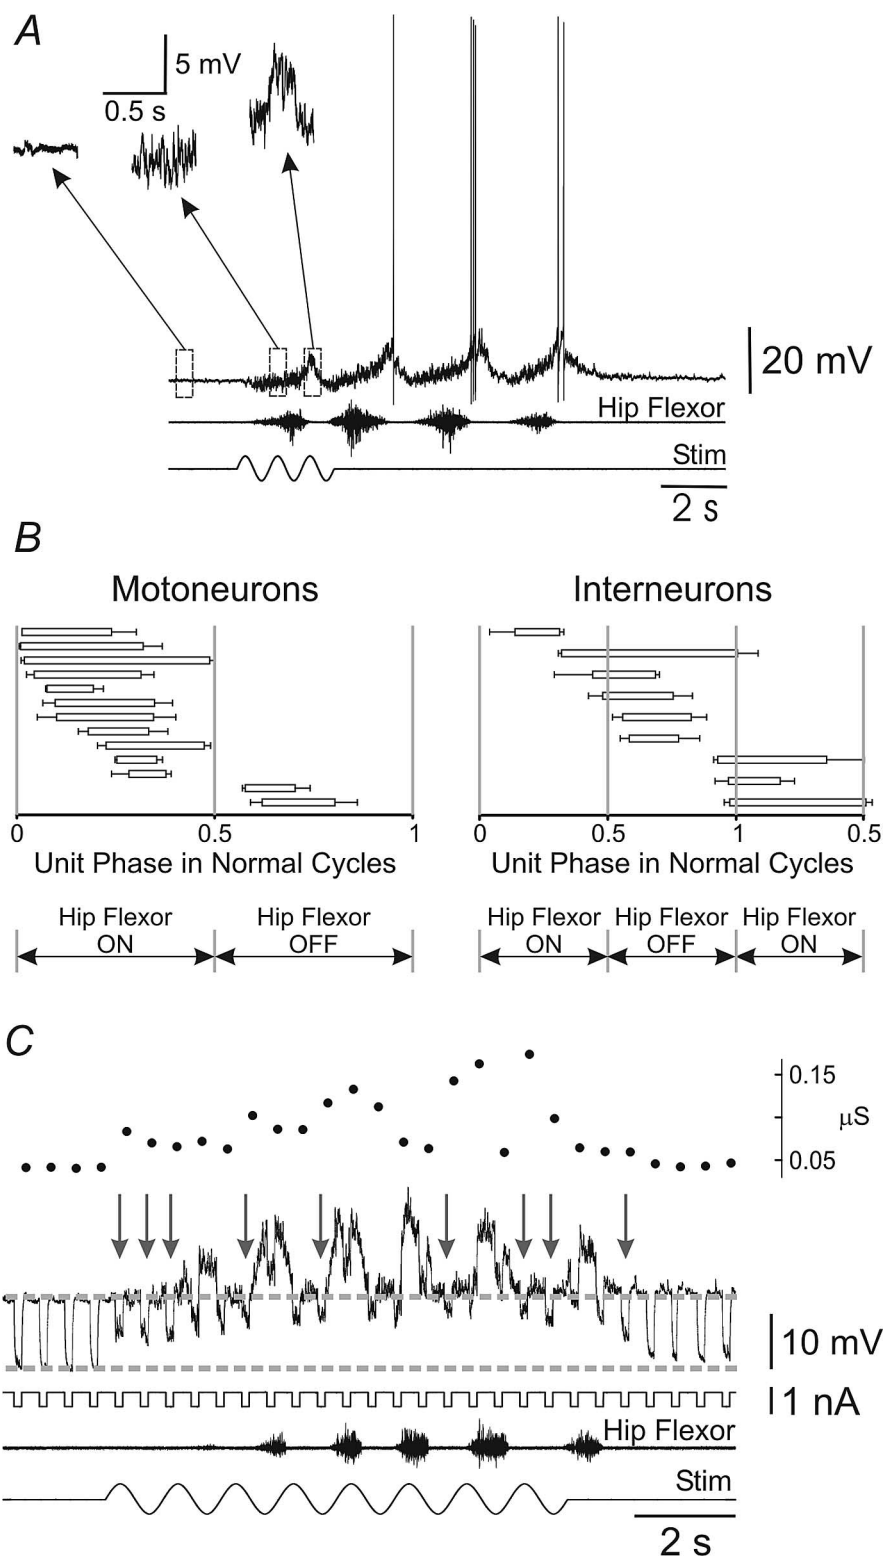 A
5 mV
0.5 s
20 mV
Hip Flexor
Stim
2 s
B
Motoneurons
Interneurons
0 0.5 1
0 0.5 1 0.5
Unit Phase in Normal Cycles
Unit Phase in Normal Cycles
Hip Flexor ON
Hip Flexor OFF
Hip Flexor ON
Hip Flexor OFF
Hip Flexor ON
C
0.15
µS
0.05
10 mV
1 nA
Hip Flexor
Stim
2 s